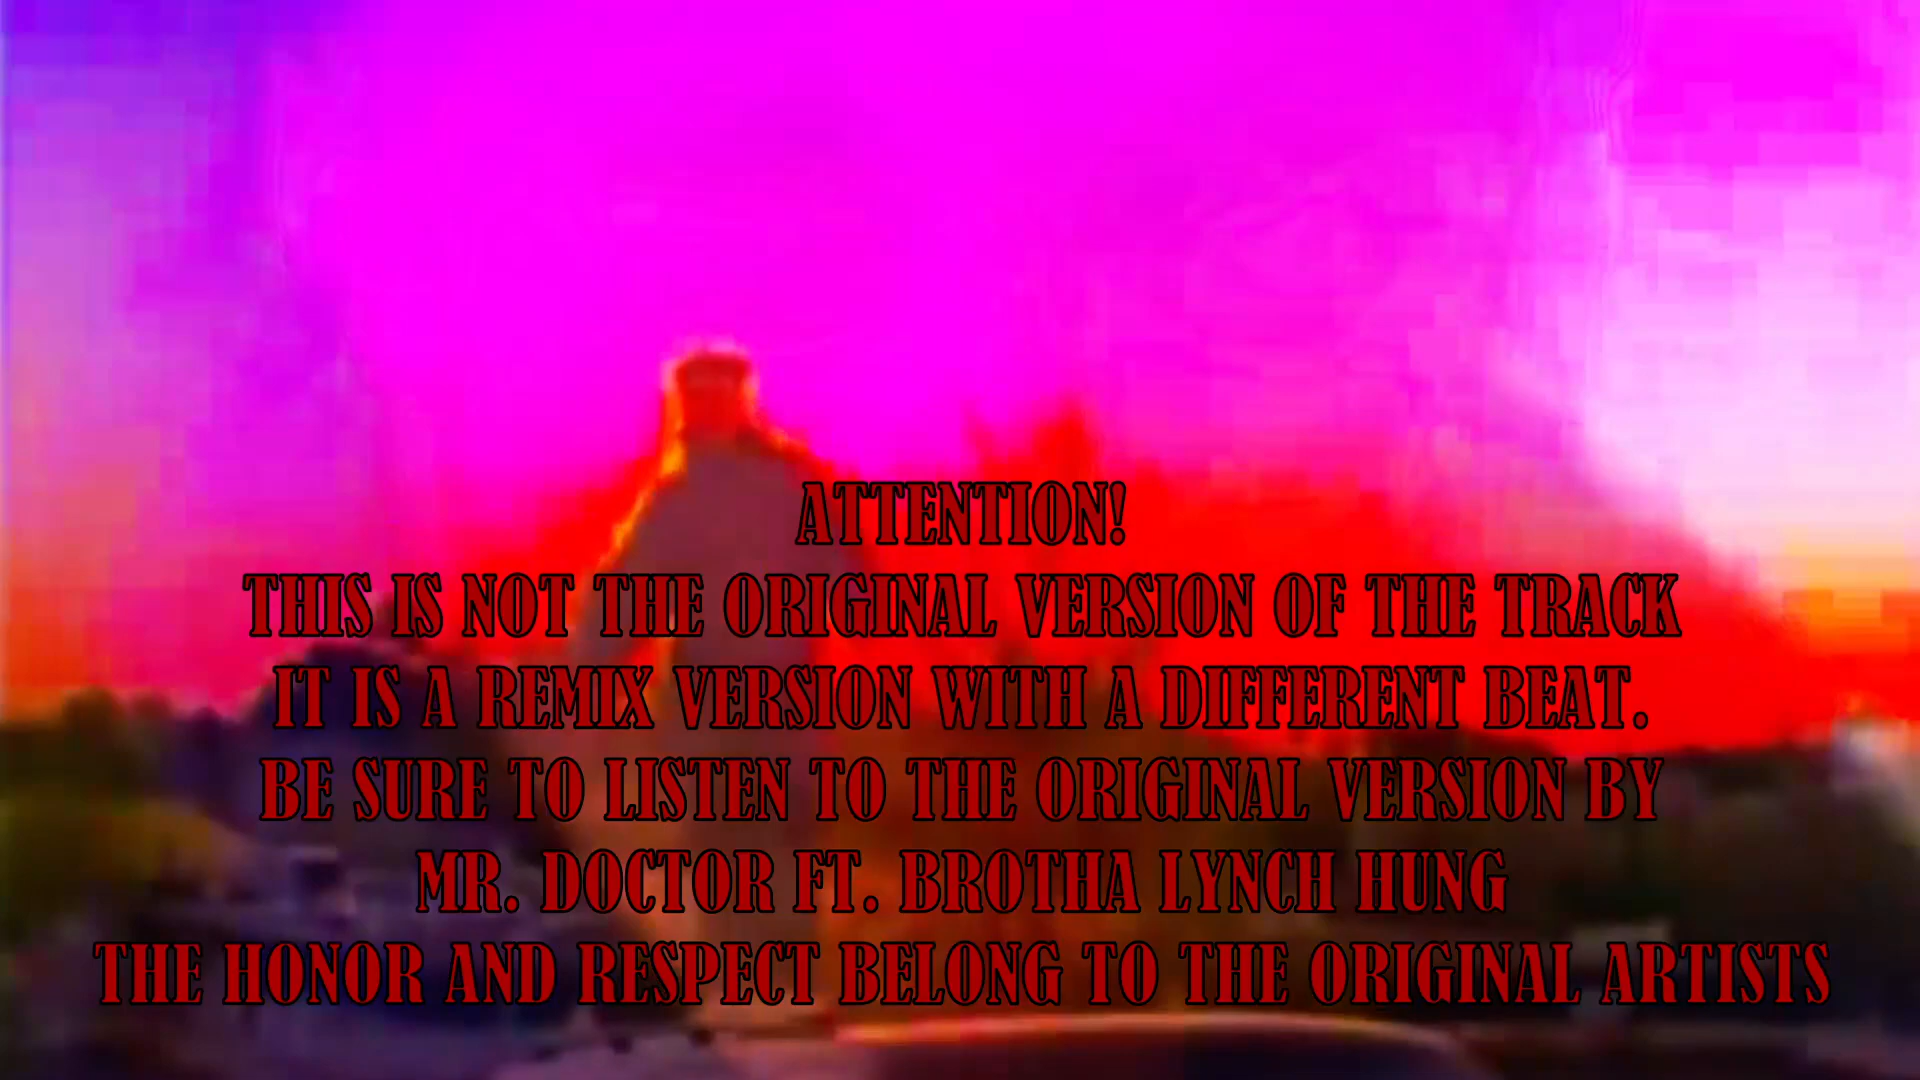 ATTENTION!
THIS IS NOT THE ORIGINAL VERSION OF THE TRACK
IT IS A REMIX VERSION WITH A DIFFERENT BEAT.
BE SURE TO LISTEN TO THE ORIGINAL VERSION BY
MR. DOCTOR FT. BROTHA LYNCH HUNG
THE HONOR AND RESPECT BELONG TO THE ORIGINAL ARTISTS